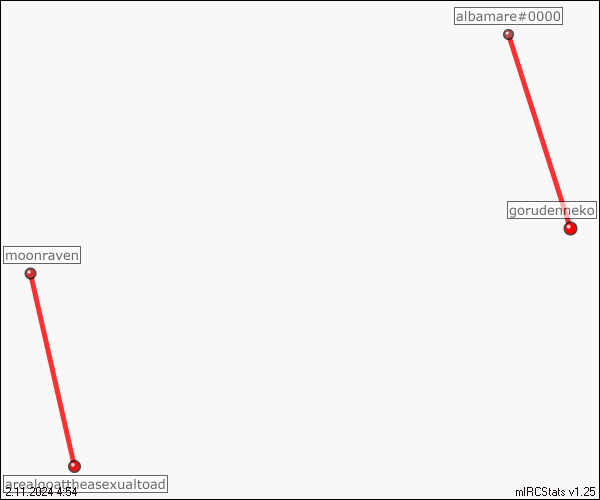 albamare#0000
gorudenneko
moonraven
arealgoattheasexualtoad
2.11.2024 4:54
mIRCStats v1.25